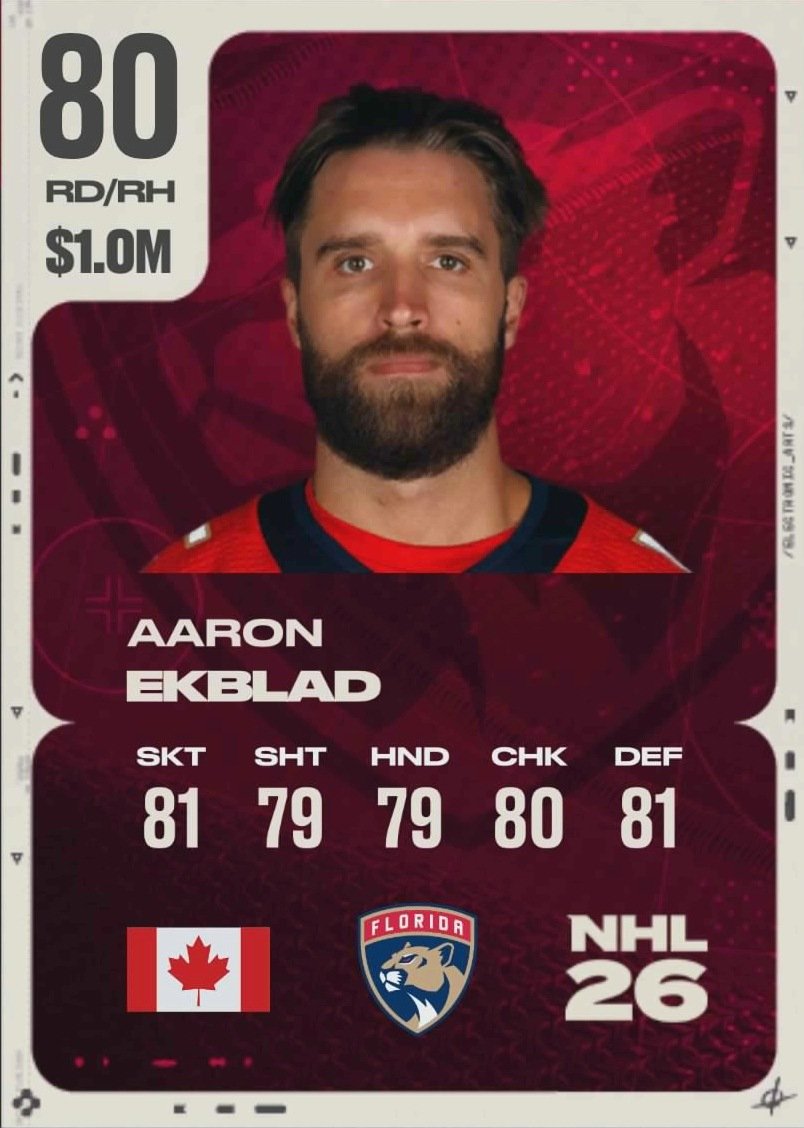 80
RD/RH
$1.0M
/ELECTRONIC_ARTS/
AARON
EKBLAD
SKT SHT HND CHK DEF
81 79 79 80 81
FLORIDA
NHL
26